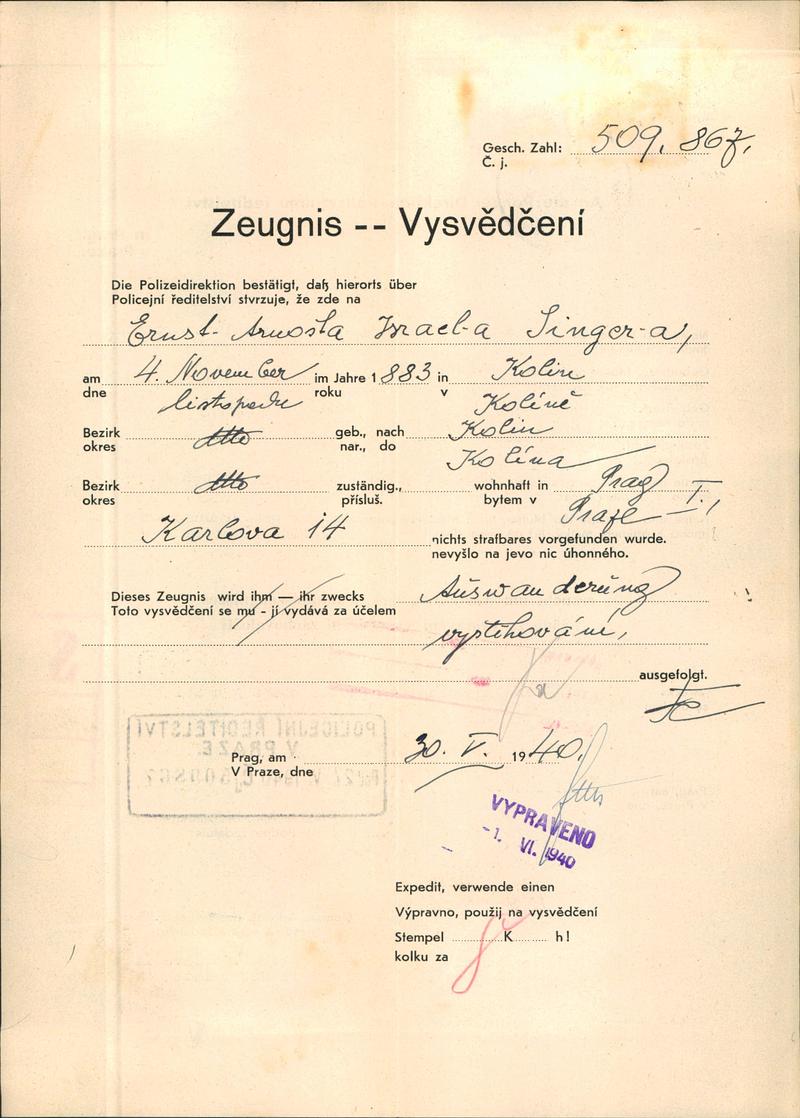 Gesch. Zahl: 509.867,
Č. j.
Zeugnis -- Vysvědčení
Die Polizeidirektion bestätigt, daß hierorts über
Policejní ředitelství stvrzuje, že zde na
Ernst- Arnošta Israel-a Singer-a,
am 4. November im Jahre 1883 in Kolin
dne listopadu roku v Kolíně
Bezirk dtto geb., nach Kolin
okres nar., do Kolína
Bezirk dtto zuständig., wohnhaft in Prag
okres přísluš. bytem v Praze I.,
Karlova 14 nichts strafbares vorgefunden wurde.
nevyšlo na jevo nic úhonného.
Dieses Zeugnis wird ihm — ihr zwecks Auswanderung
Toto vysvědčení se mu - jí vydává za účelem
vystěhování,
ausgefolgt.
POLICEJNÍ ŘEDITELSTVÍ
V PRAZE
Prag, am 30. V. 1940.
V Praze, dne
VYPRAVENO
-1. VI. 1940
Expedit, verwende einen
Výpravno, použij na vysvědčení
Stempel K h!
kolku za